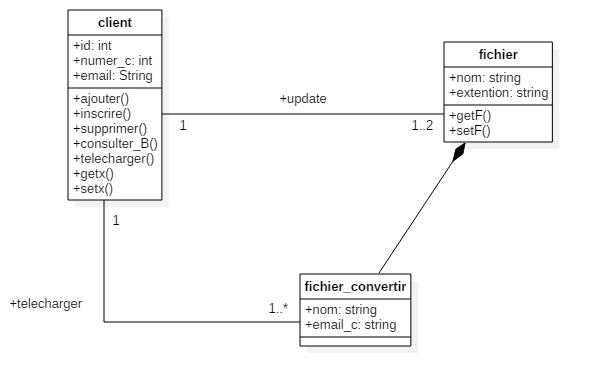 client
+id: int
+numer_c: int
+email: String
+ajouter()
+inscrire()
+supprimer()
+consulter_B()
+telecharger()
+getx()
+setx()
+update
1
1..2
fichier
+nom: string
+extention: string
+getF()
+setF()
1
+telecharger
1..*
fichier_convertir
+nom: string
+email_c: string